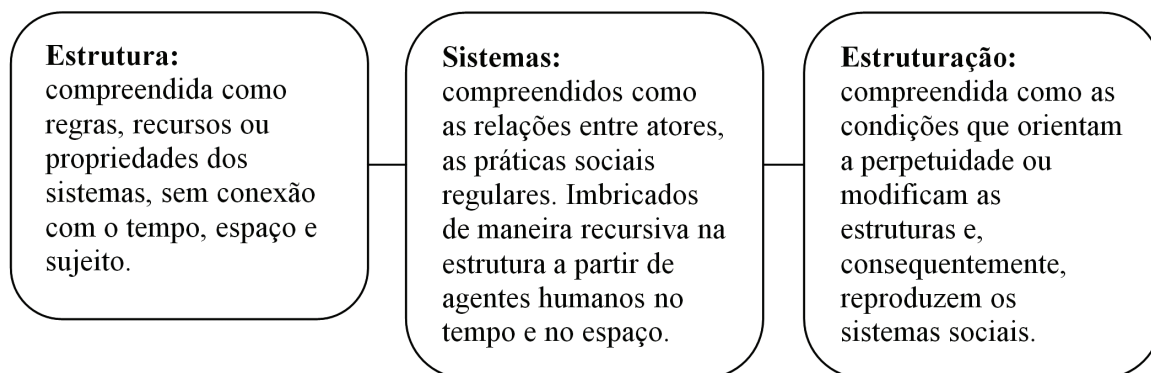 Estrutura:
compreendida como
regras, recursos ou
propriedades dos
sistemas, sem conexão
com o tempo, espaço e
sujeito.
Sistemas:
compreendidos como
as relações entre atores,
as práticas sociais
regulares. Imbricados
de maneira recursiva na
estrutura a partir de
agentes humanos no
tempo e no espaço.
Estruturação:
compreendida como as
condições que orientam
a perpetuidade ou
modificam as
estruturas e,
consequentemente,
reproduzem os
sistemas sociais.